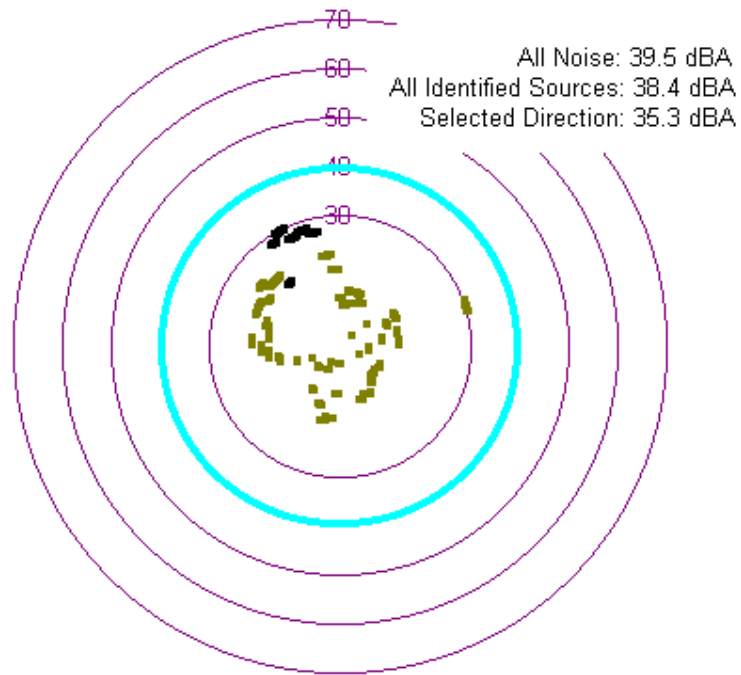 70
All Noise: 39.5 dBA
60
All Identified Sources: 38.4 dBA
50
Selected Direction: 35.3 dBA
40
30